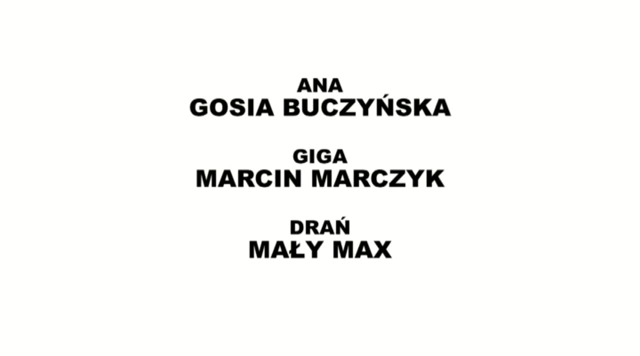 ANA
GOSIA BUCZYŃSKA
GIGA
MARCIN MARCZYK
DRAŃ
MAŁY MAX